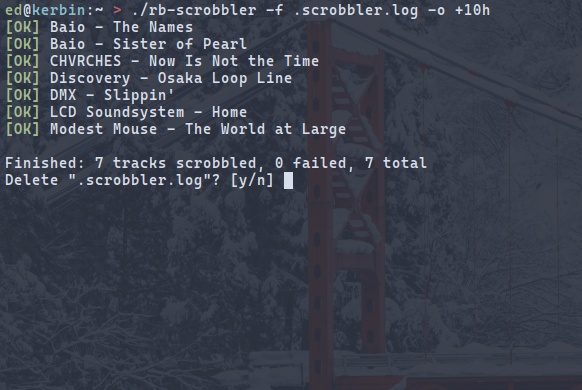 ed@kerbin:~ > ./rb-scrobbler -f .scrobbler.log -o +10h
[OK] Baio - The Names
[OK] Baio - Sister of Pearl
[OK] CHVRCHES - Now Is Not the Time
[OK] Discovery - Osaka Loop Line
[OK] DMX - Slippin'
[OK] LCD Soundsystem - Home
[OK] Modest Mouse - The World at Large
Finished: 7 tracks scrobbled, 0 failed, 7 total
Delete ".scrobbler.log"? [y/n]